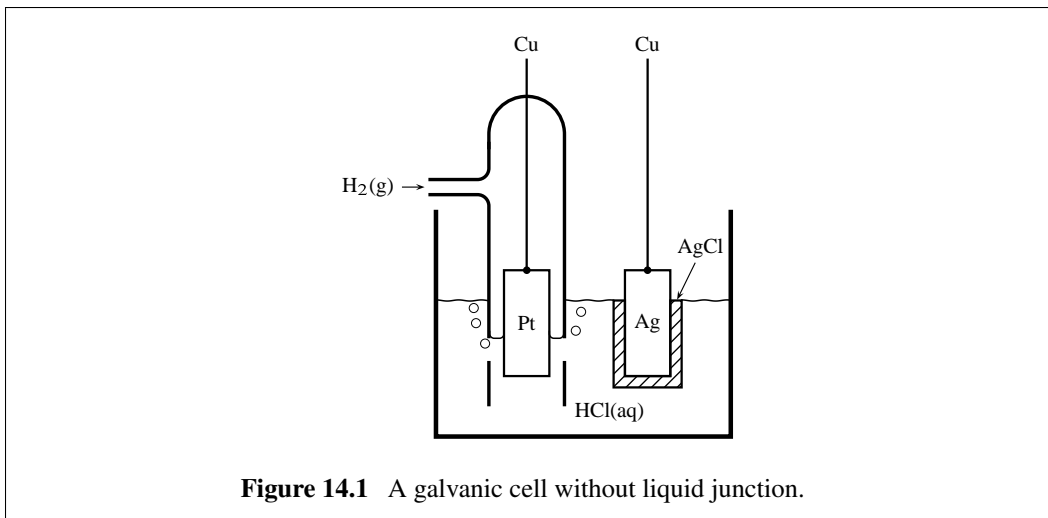 Cu Cu
H2(g)
AgCl
Pt Ag
HCl(aq)
Figure 14.1 A galvanic cell without liquid junction.